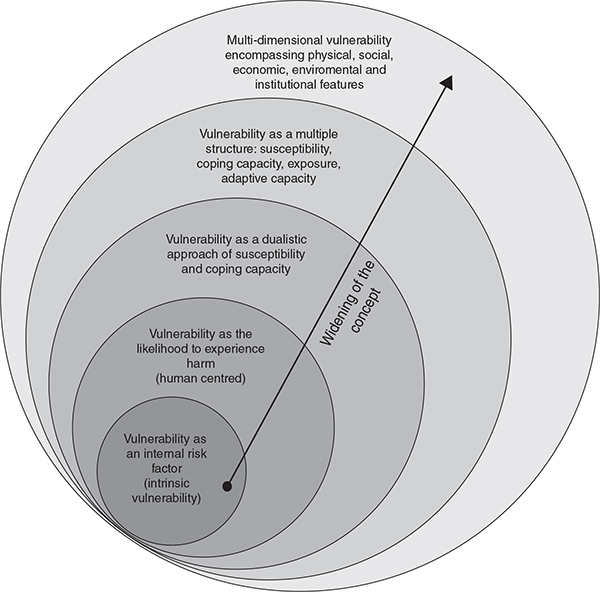 Multi-dimensional vulnerability
encompassing physical, social,
economic, enviromental and
institutional features
Vulnerability as a multiple
structure: susceptibility,
coping capacity, exposure,
adaptive capacity
Vulnerability as a dualistic
approach of susceptibility
and coping capacity
Widening of the
concept
Vulnerability as the
likelihood to experience
harm
(human centred)
Vulnerability as
an internal risk
factor
(intrinsic
vulnerability)